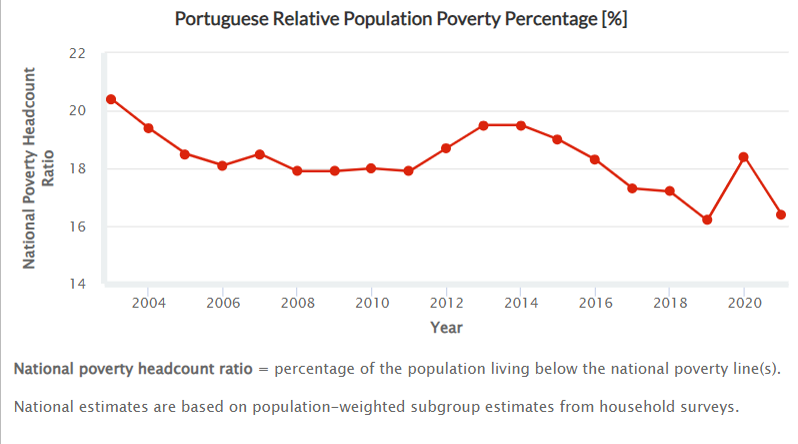 Portuguese Relative Population Poverty Percentage [%]
National Poverty Headcount
Ratio
22
20
18
16
14
2004 2006 2008 2010 2012 2014 2016 2018 2020
Year
National poverty headcount ratio = percentage of the population living below the national poverty line(s).
National estimates are based on population-weighted subgroup estimates from household surveys.